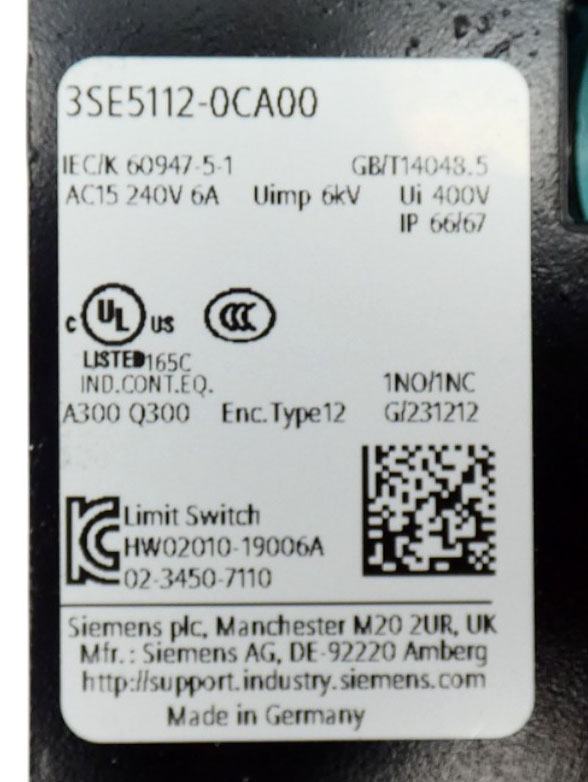 3SE5112-0CA00
IEC/K 60947-5-1 GB/T14048.5
AC15 240V 6A Uimp 6kV Ui 400V
IP 66/67
C UL US CCC
LISTED 165C
IND.CONT.EQ. 1NO/1NC
A300 Q300 Enc.Type12 G/231212
Limit Switch
HW02010-19006A
02-3450-7110
Siemens plc, Manchester M20 2UR, UK
Mfr.: Siemens AG, DE-92220 Amberg
http://support.industry.siemens.com
Made in Germany